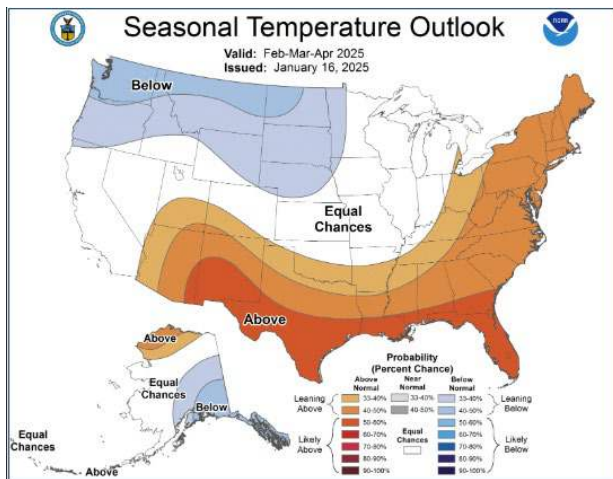 Seasonal Temperature Outlook
Valid: Feb-Mar-Apr 2025
Issued: January 16, 2025
NOAA
Below
Equal
Chances
Above
Above
Equal
Chances
Below
Equal
Chances
Above
Probability
(Percent Chance)
Above
Normal
Near
Normal
Below
Normal
Leaning
Above
33-40%
40-50%
50-60%
33-40%
40-50%
33-40%
40-50%
50-60%
Leaning
Below
Likely
Above
60-70%
70-80%
80-90%
90-100%
Equal
Chances
60-70%
70-80%
80-90%
90-100%
Likely
Below